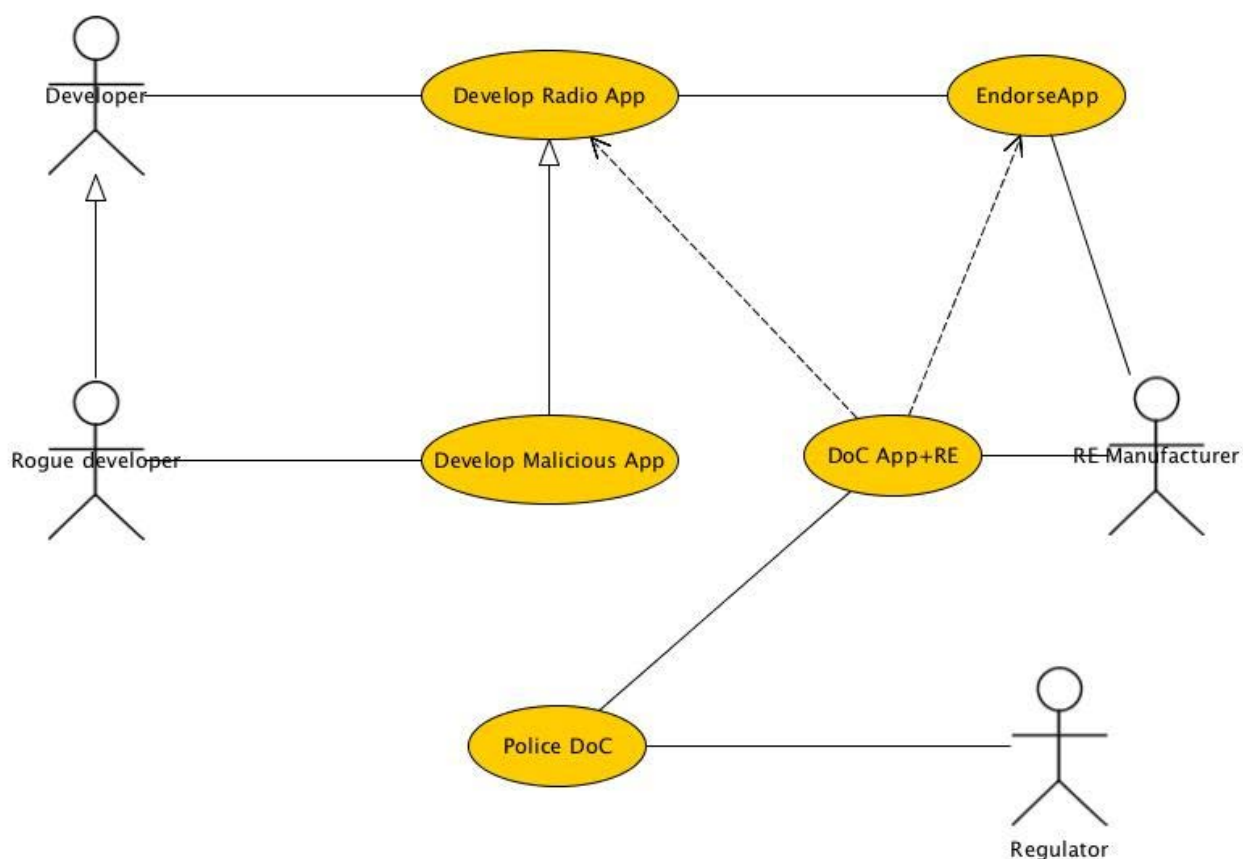 Developer
Develop Radio App
EndorseApp
Rogue developer
Develop Malicious App
DoC App+RE
RE Manufacturer
Police DoC
Regulator